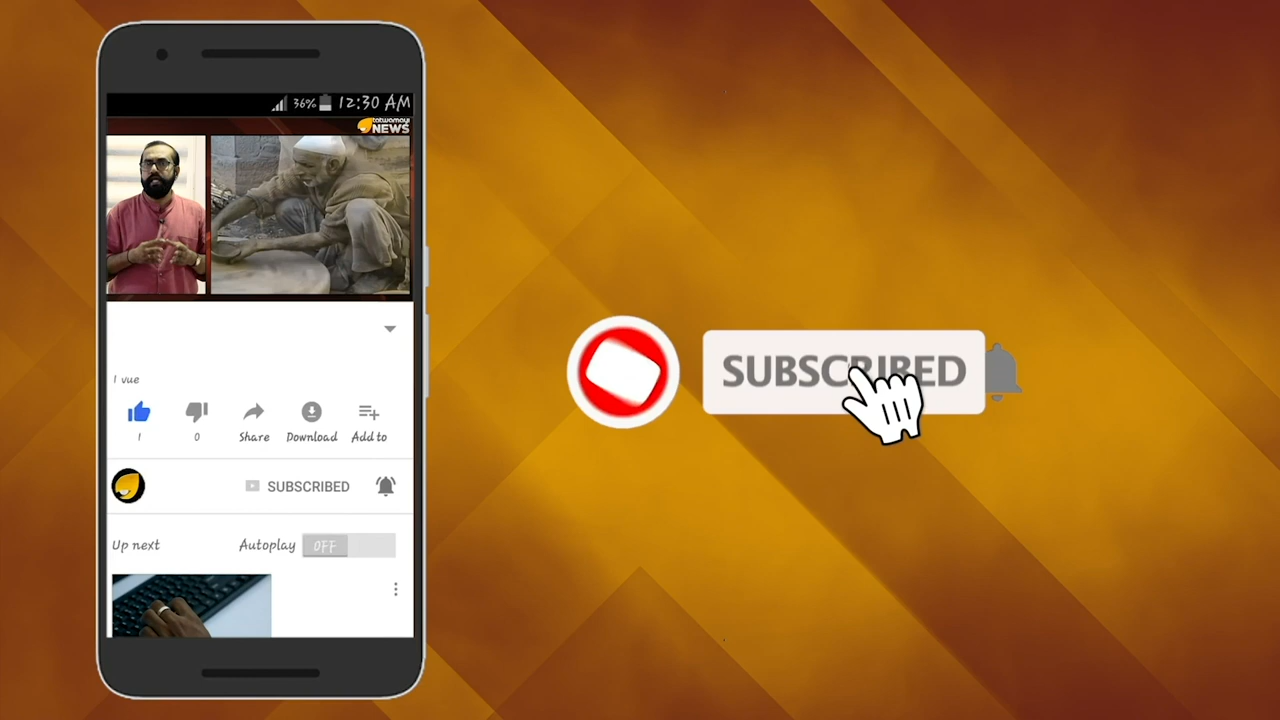 36% 12:30 AM
tatwamayi
NEWS
1 vue
1
0
Share
Download
Add to
SUBSCRIBED
Up next
Autoplay
OFF
SUBSCRIBED